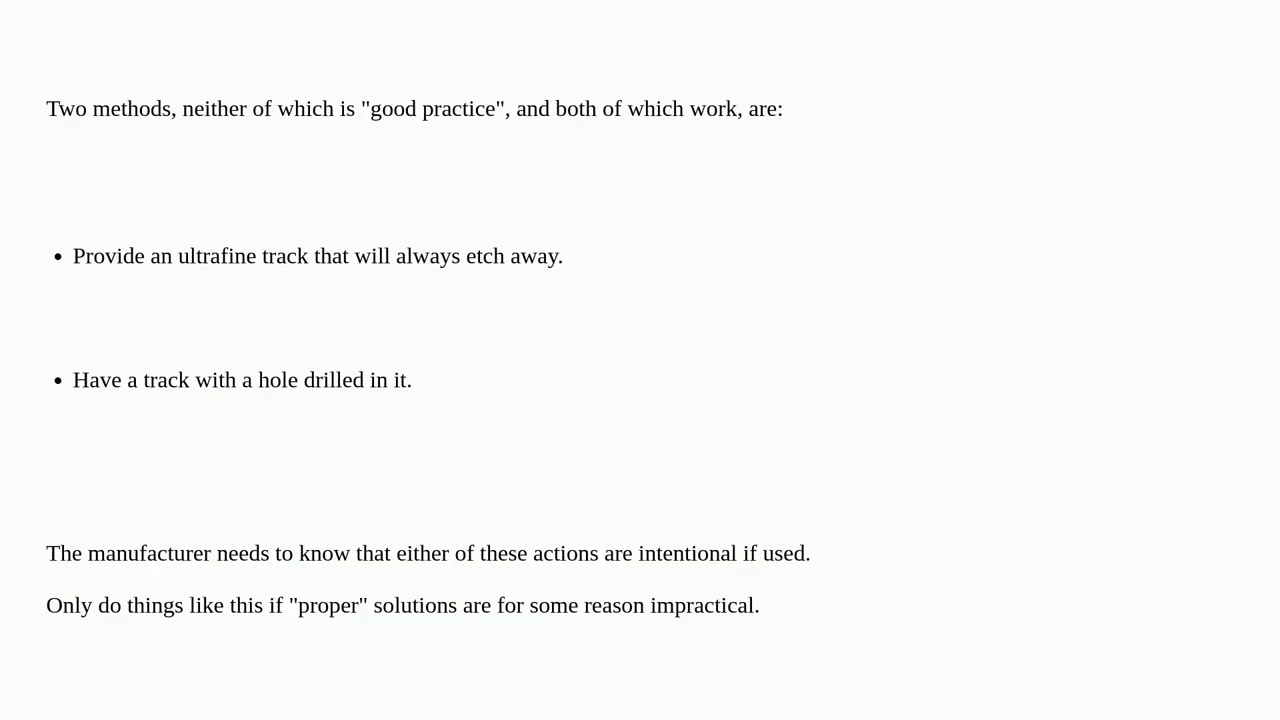 Two methods, neither of which is "good practice", and both of which work, are:
• Provide an ultrafine track that will always etch away.
• Have a track with a hole drilled in it.
The manufacturer needs to know that either of these actions are intentional if used.
Only do things like this if "proper" solutions are for some reason impractical.